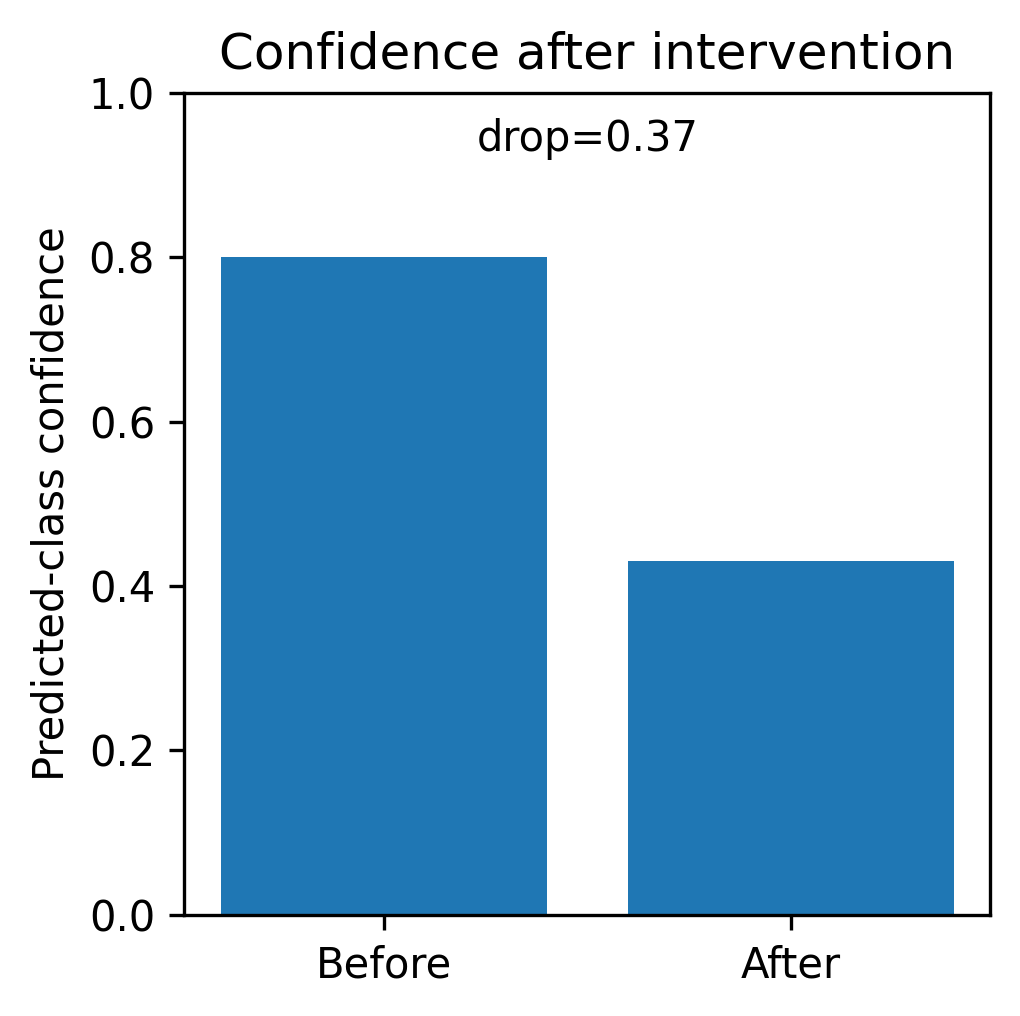 Confidence after intervention
drop=0.37
Predicted-class confidence
1.0
0.8
0.6
0.4
0.2
0.0
Before
After